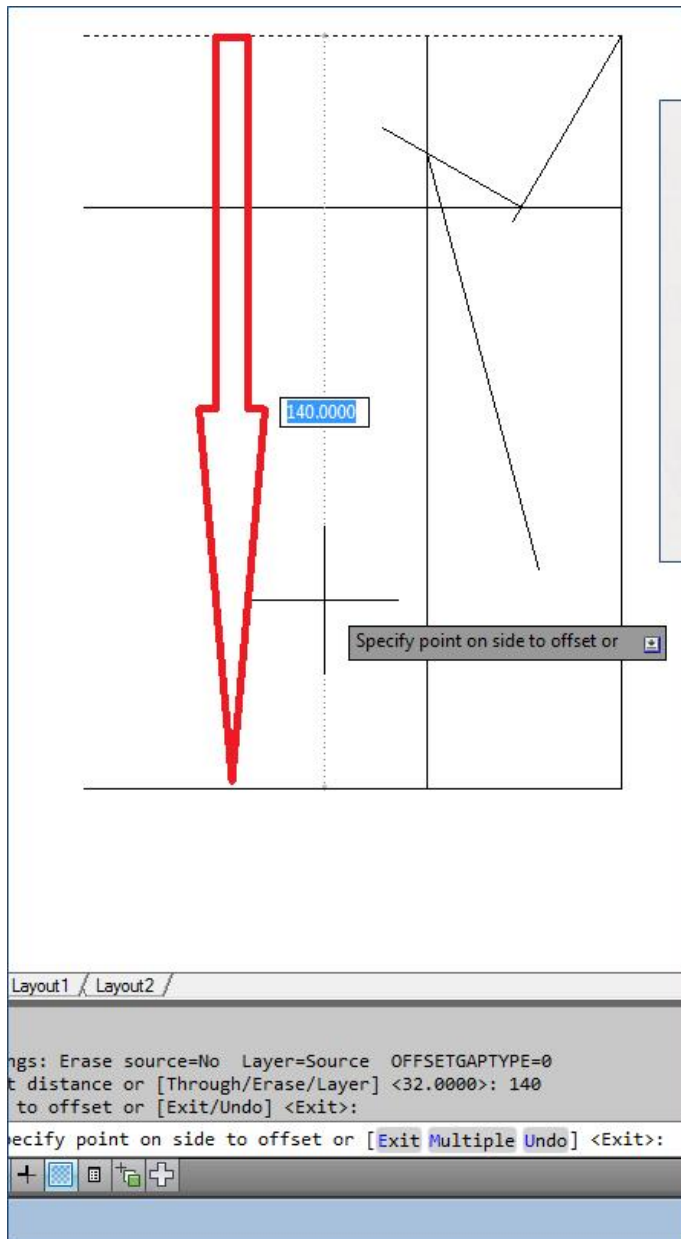 140.0000
Specify point on side to offset or
Layout1 / Layout2 /
ngs: Erase source=No Layer=Source OFFSETGAPTYPE=0
t distance or [Through/Erase/Layer] <32.0000>: 140
to offset or [Exit/Undo] <Exit>:
pecify point on side to offset or [Exit Multiple Undo] <Exit>: